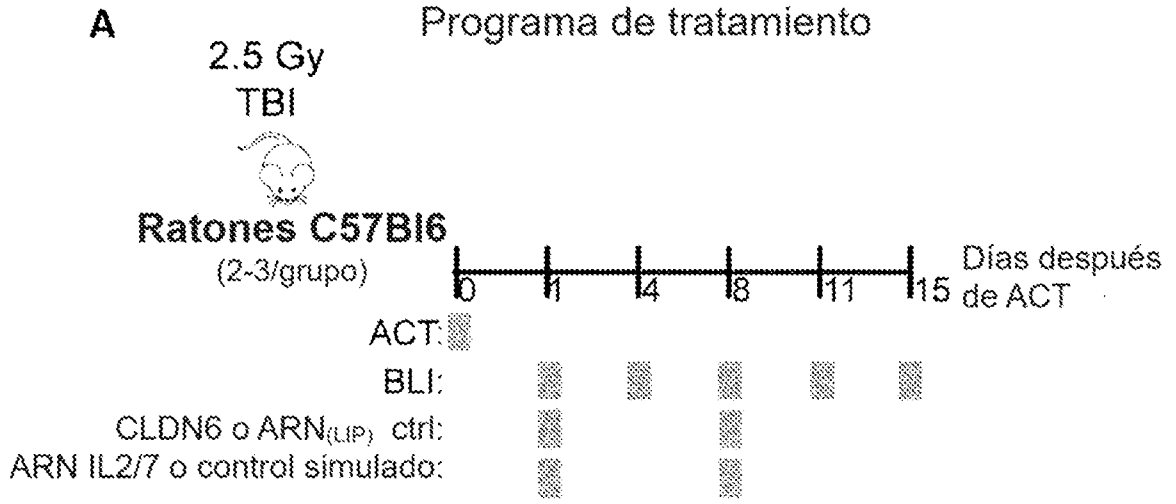 A
Programa de tratamiento
2.5 Gy
TBI
Ratones C57Bl6
(2-3/grupo)
0 1 4 8 11 15
Días después
de ACT
ACT:
BLI:
CLDN6 o ARN(LIP) ctrl:
ARN IL2/7 o control simulado: